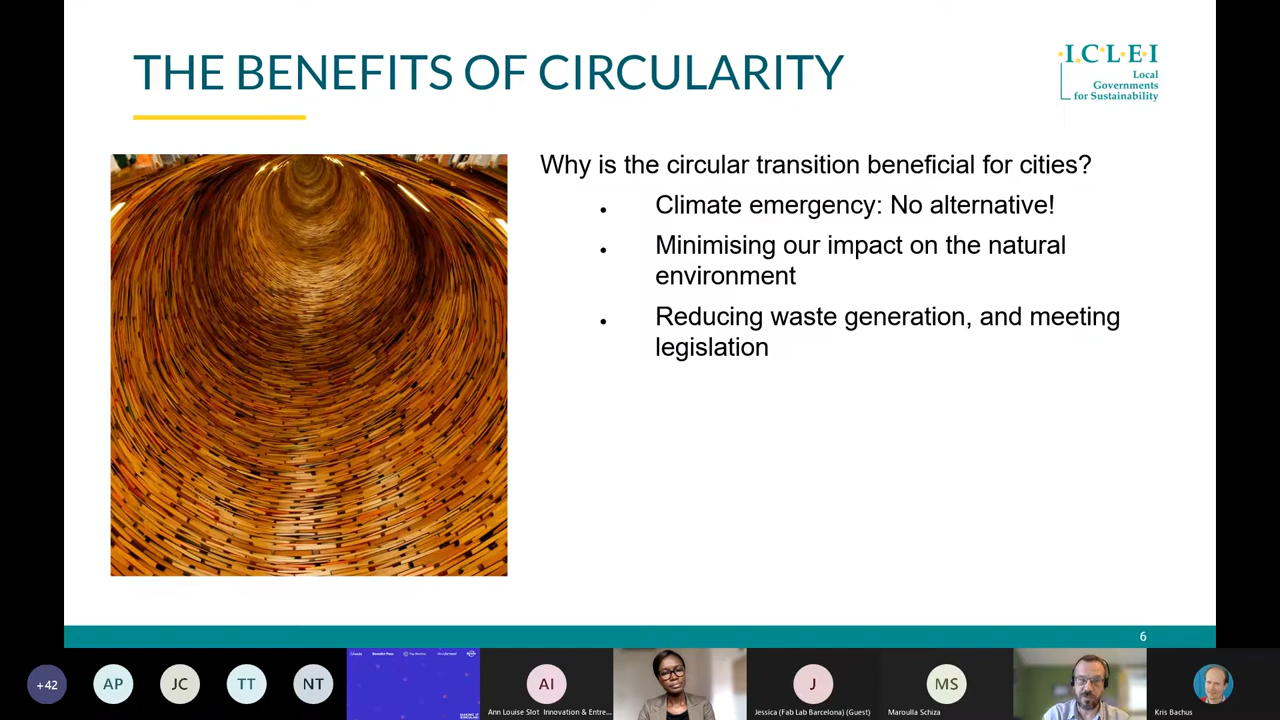 THE BENEFITS OF CIRCULARITY
I.C.L.E.I
Local
Governments
for Sustainability
Why is the circular transition beneficial for cities?
Climate emergency: No alternative!
Minimising our impact on the natural
environment
Reducing waste generation, and meeting
legislation
6
+42
AP
JC
TT
NT
AI
J
MS
Ann Louise Slot Innovation & Entre...
Jessica (Fab Lab Barcelona) (Guest)
Maroulla Schiza
Kris Bachus